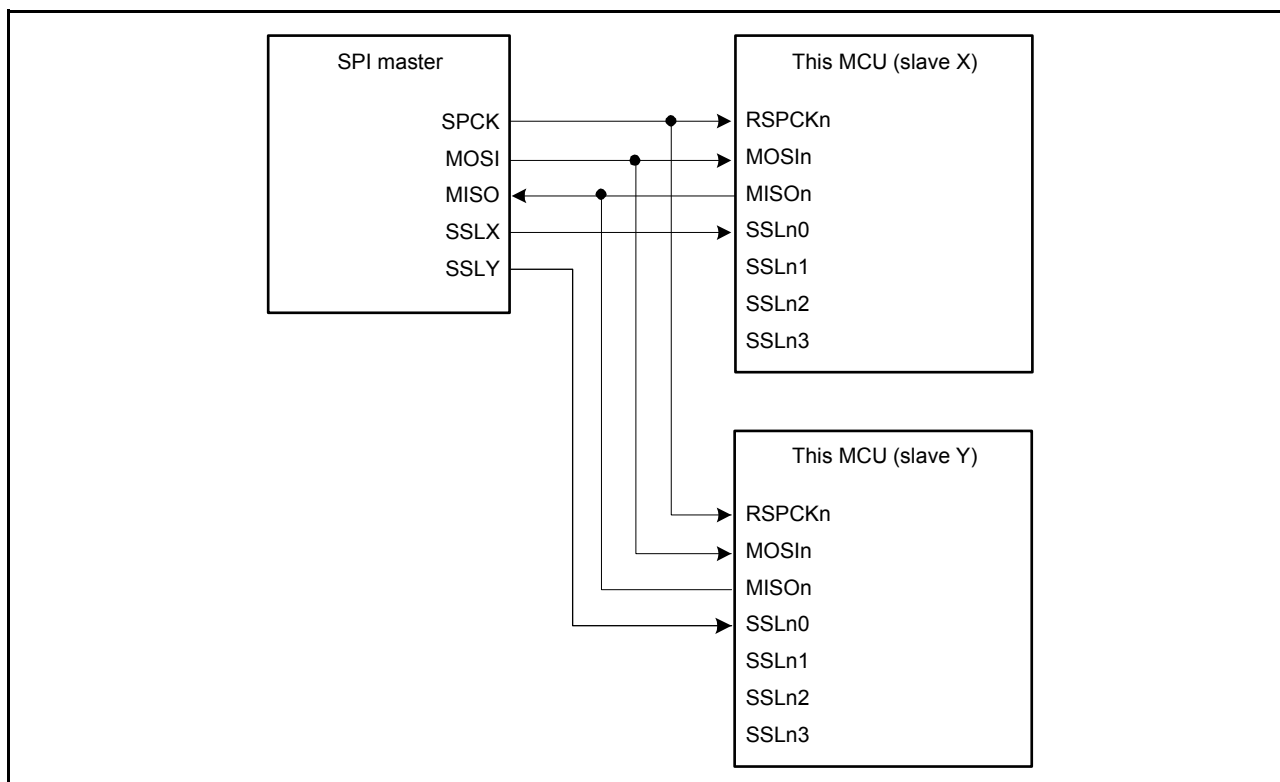 SPI master
SPCK
MOSI
MISO
SSLX
SSLY
This MCU (slave X)
RSPCKn
MOSIn
MISOn
SSLn0
SSLn1
SSLn2
SSLn3
This MCU (slave Y)
RSPCKn
MOSIn
MISOn
SSLn0
SSLn1
SSLn2
SSLn3